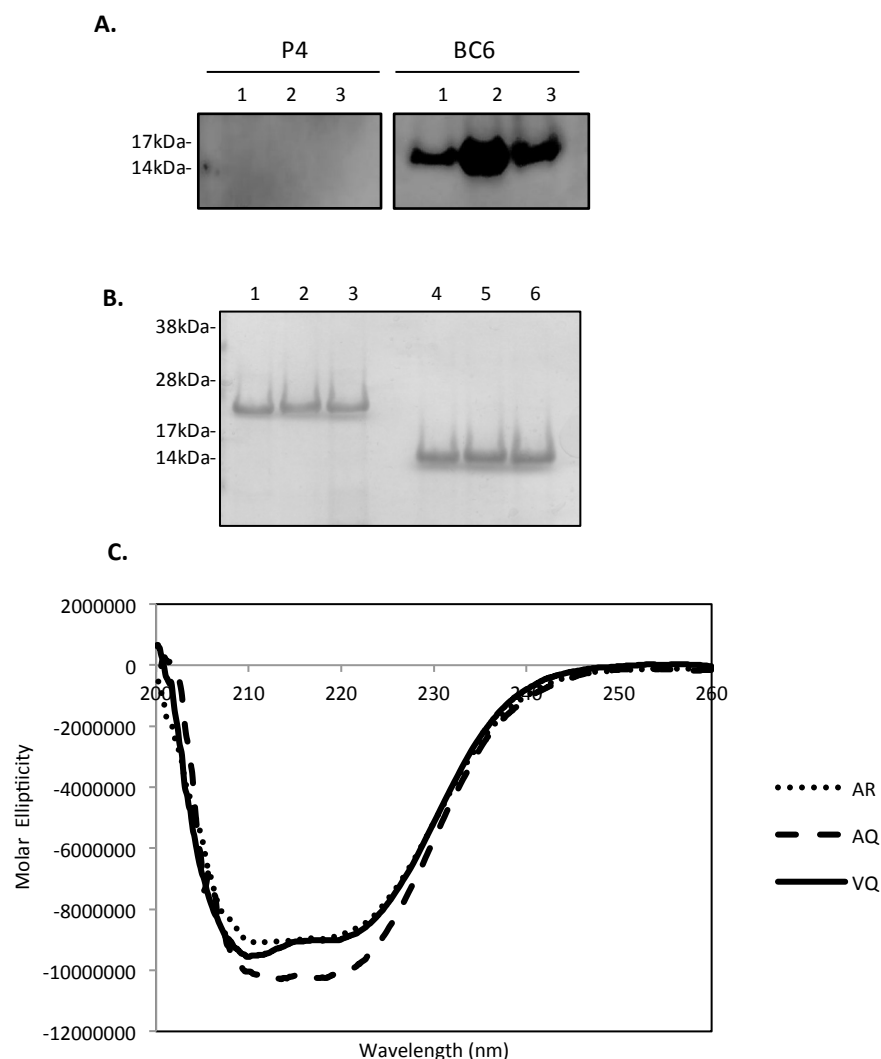 A.
P4 BC6
1 2 3 1 2 3
17kDa-
14kDa-
B.
1 2 3 4 5 6
38kDa-
28kDa-
17kDa-
14kDa-
C.
2000000
0
200 210 220 230 240 250 260
-2000000
-4000000
-6000000
-8000000
-10000000
-12000000
Molar Elliptiicity
Wavelength (nm)
AR
AQ
VQ